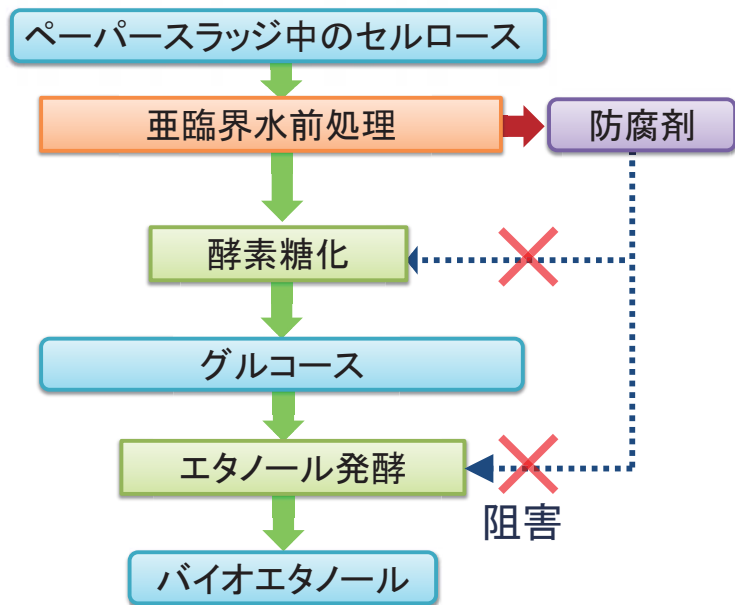 ペーパースラッジ中のセルロース
亜臨界水前処理
防腐剤
酵素糖化
グルコース
エタノール発酵
阻害
バイオエタノール